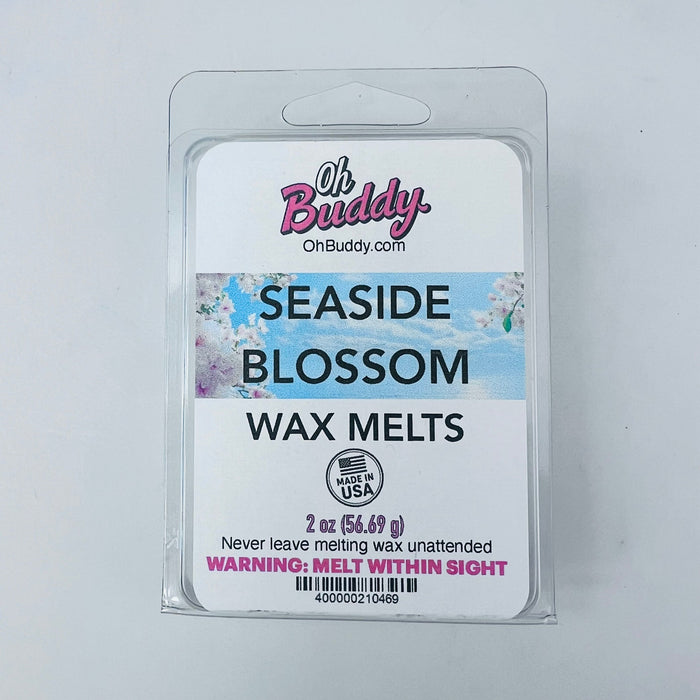 Oh
Buddy
OhBuddy.com
SEASIDE
BLOSSOM
WAX MELTS
MADE IN
USA
2 oz (56.69 g)
Never leave melting wax unattended
WARNING: MELT WITHIN SIGHT
400000210469